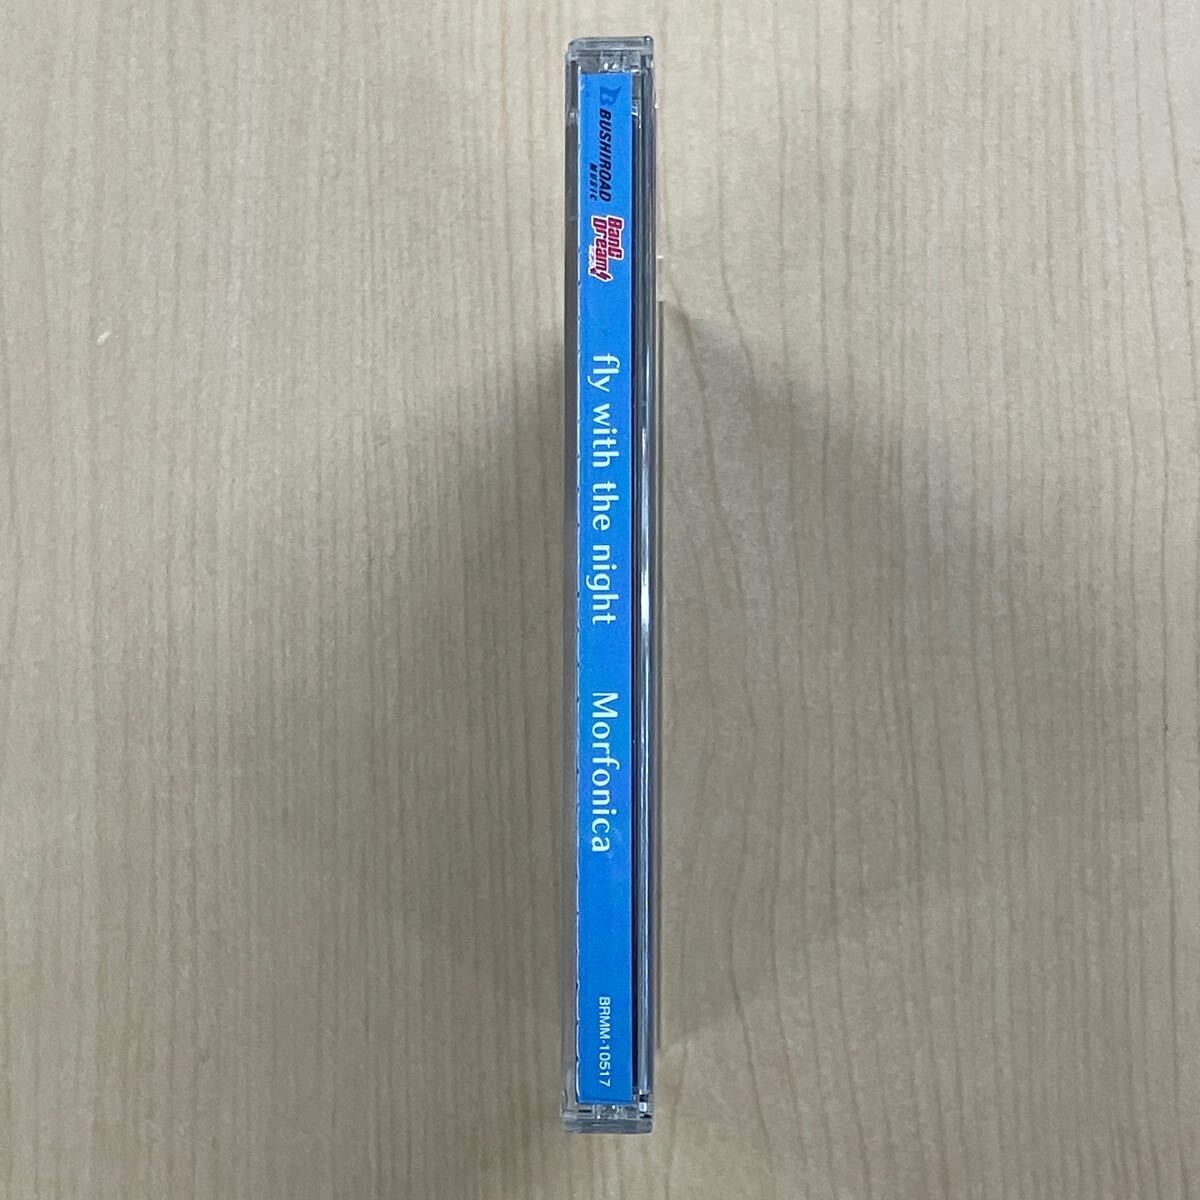 B BUSHIROAD
MUSIC
BanG
Dream!
fly with the night
Morfonica
BRMM-10517